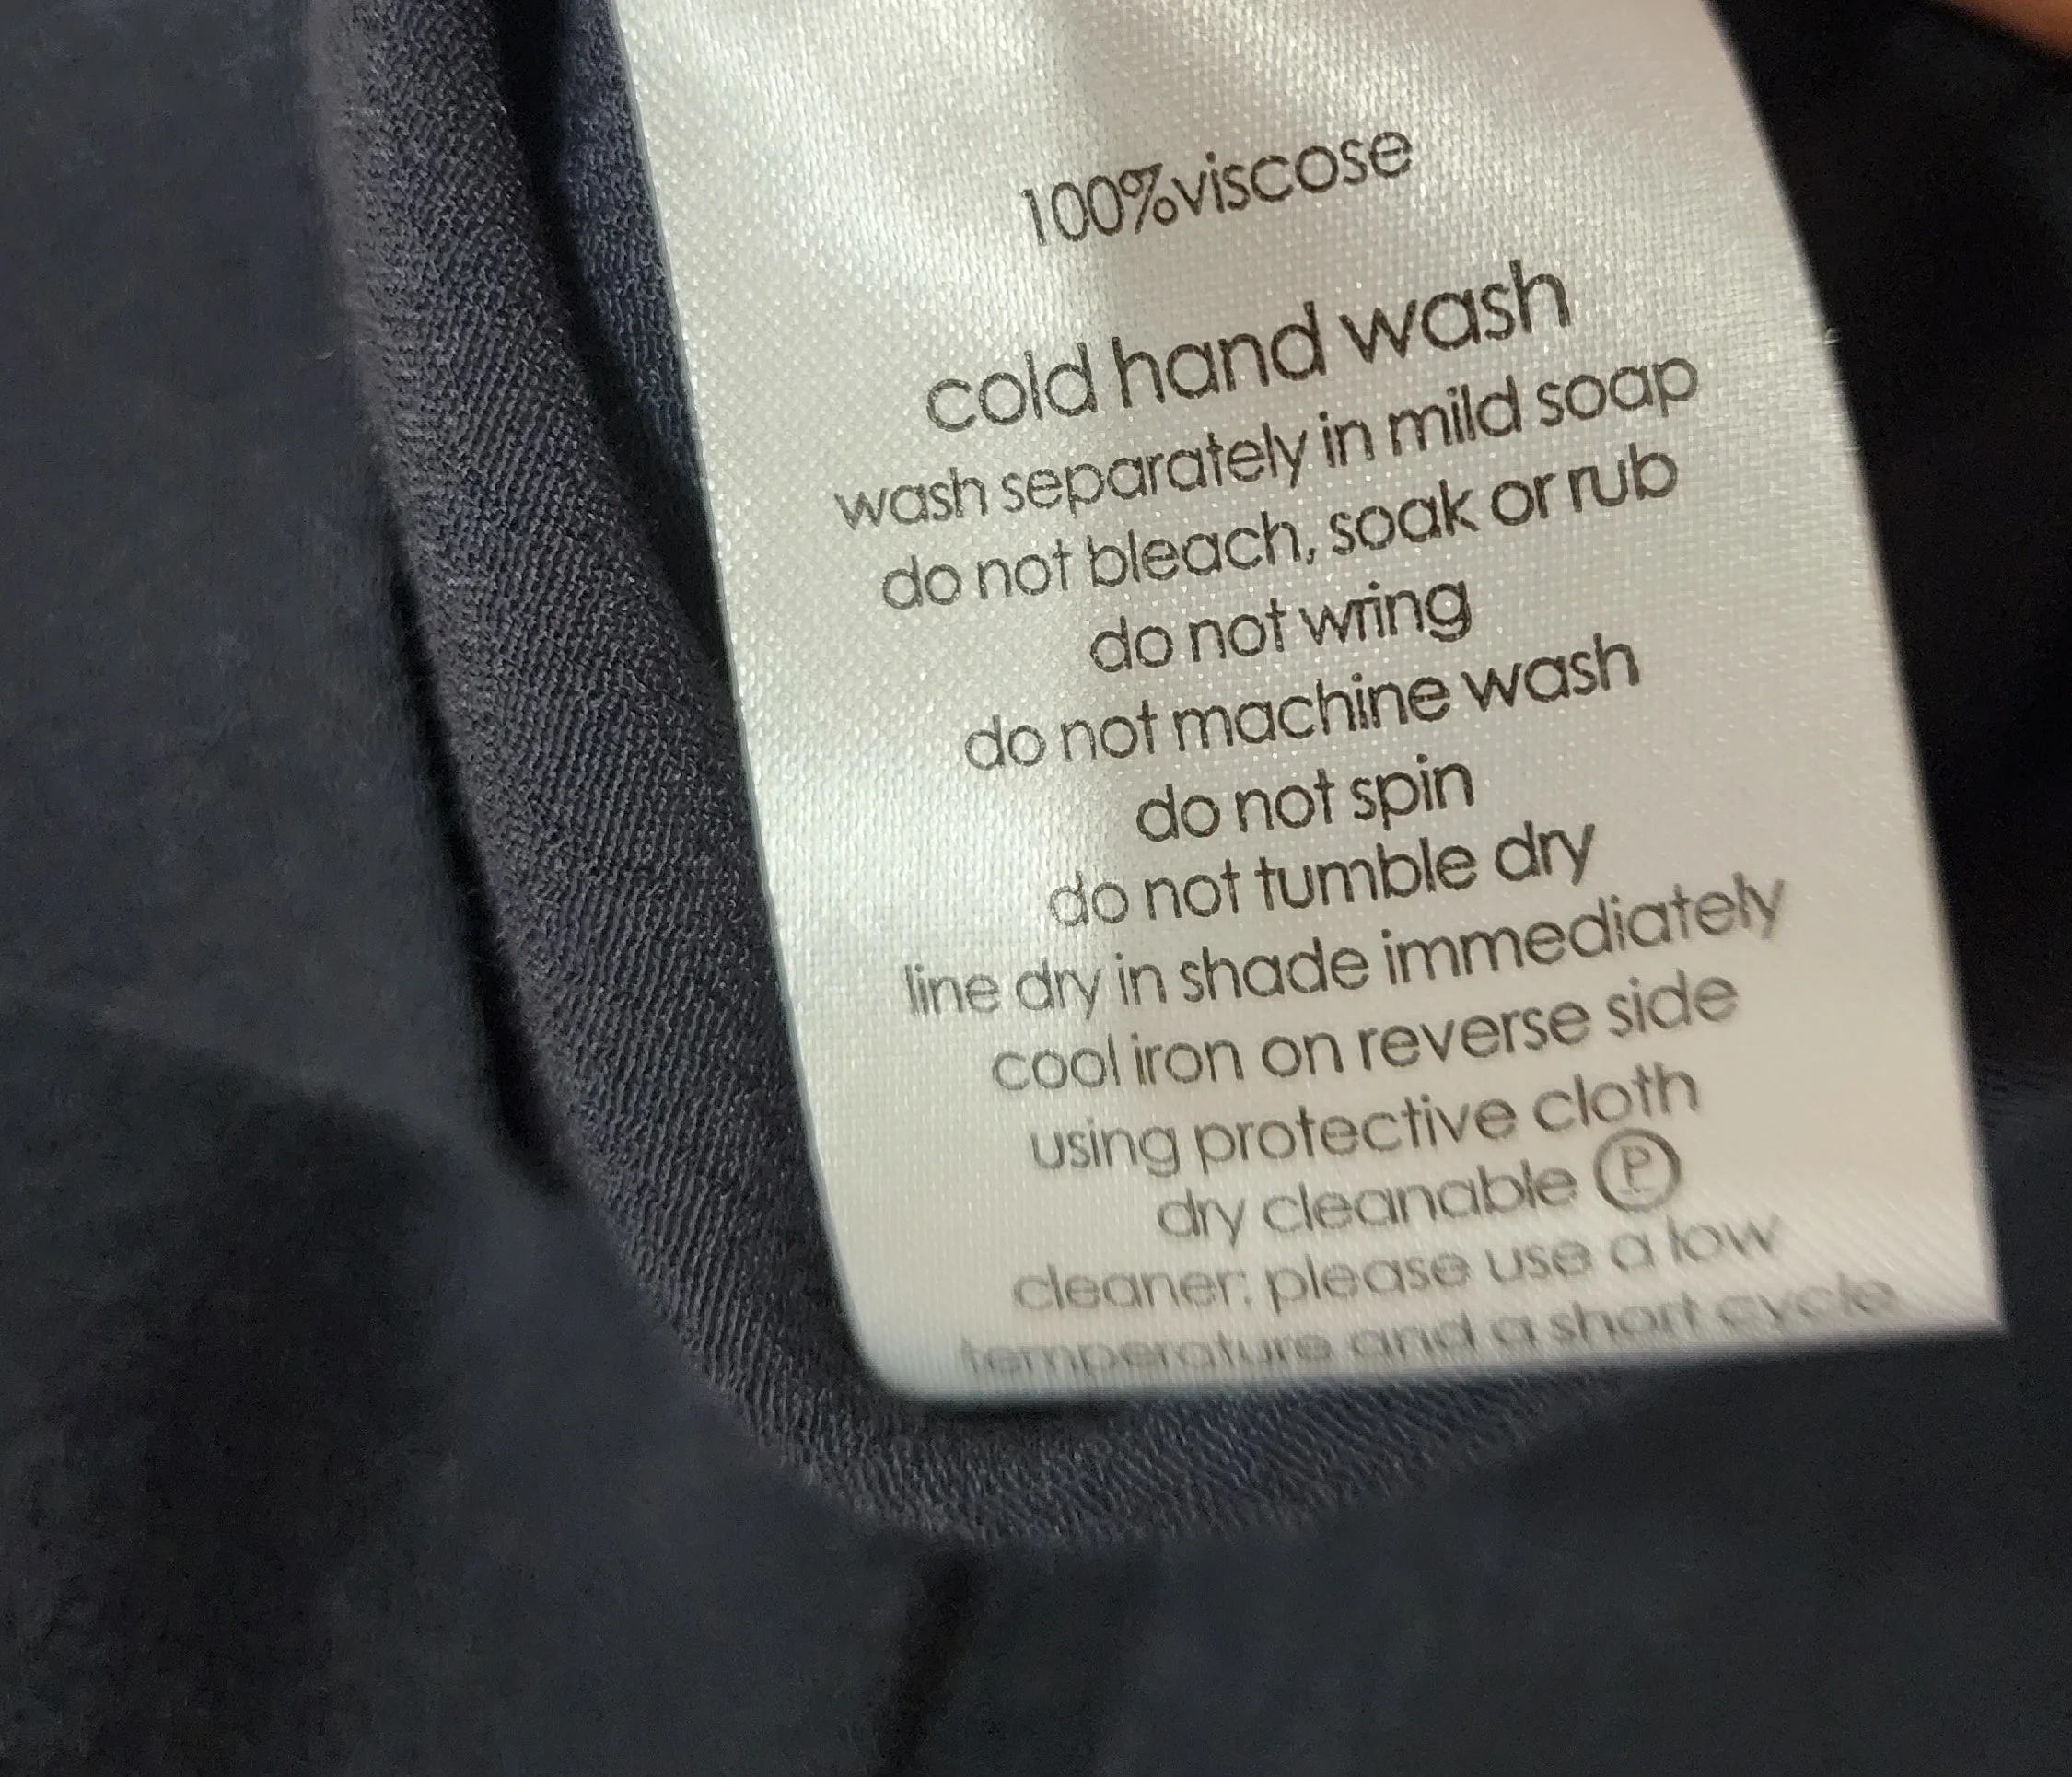 100%viscose
cold hand wash
wash separately in mild soap
do not bleach, soak or rub
do not wring
do not machine wash
do not spin
do not tumble dry
line dry in shade immediately
cool iron on reverse side
using protective cloth
dry cleanable P
cleaner: please use a low
temperature and a short cycle